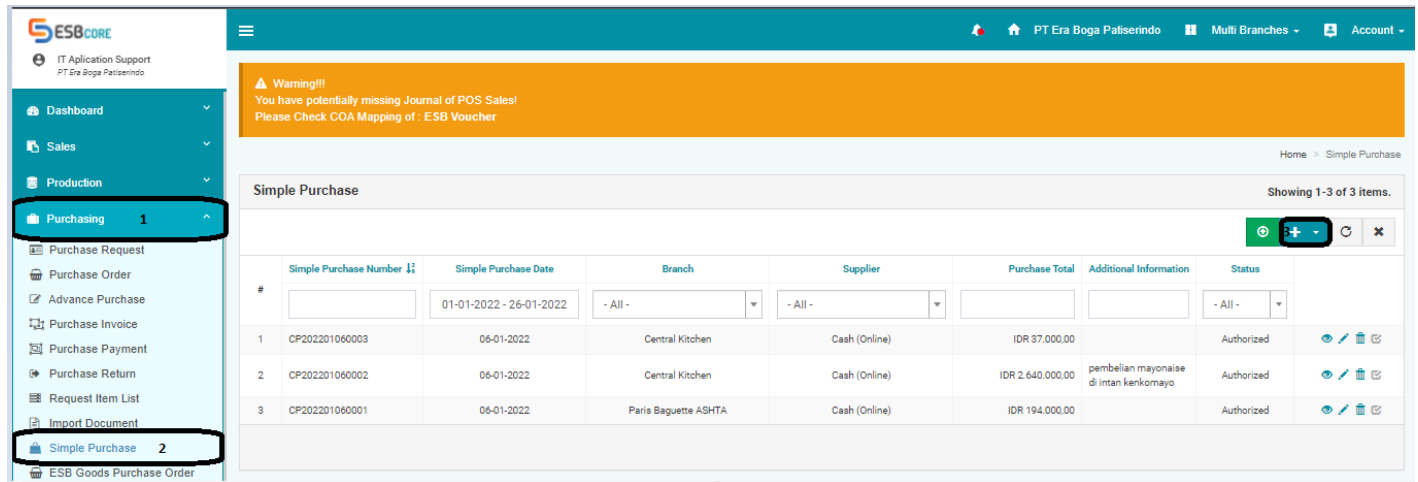 ESBCORE
IT Aplication Support
PT Era Boga Patiserindo
PT Era Boga Patiserindo
Multi Branches
Account
Warning!!!
You have potentially missing Journal of POS Sales!
Please Check COA Mapping of : ESB Voucher
Dashboard
Sales
Production
Purchasing 1
Purchase Request
Purchase Order
Advance Purchase
Purchase Invoice
Purchase Payment
Purchase Return
Request Item List
Import Document
Simple Purchase 2
ESB Goods Purchase Order
Home > Simple Purchase
Simple Purchase
Showing 1-3 of 3 items.
# Simple Purchase Number Simple Purchase Date Branch Supplier Purchase Total Additional Information Status
01-01-2022 - 26-01-2022 - All - - All - - All -
1 CP202201060003 06-01-2022 Central Kitchen Cash (Online) IDR 37.000,00 Authorized
2 CP202201060002 06-01-2022 Central Kitchen Cash (Online) IDR 2.640.000,00 pembelian mayonaise
di intan kenkomayo Authorized
3 CP202201060001 06-01-2022 Paris Baguette ASHTA Cash (Online) IDR 194.000,00 Authorized